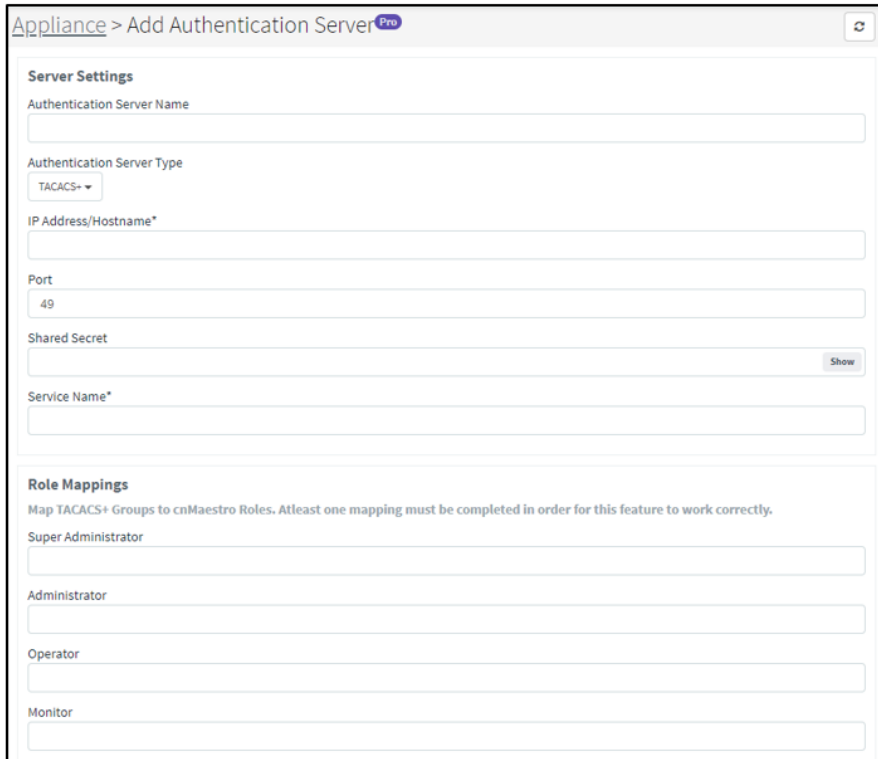 Appliance > Add Authentication Server Pro
Server Settings
Authentication Server Name
Authentication Server Type
TACACS+
IP Address/Hostname*
Port
49
Shared Secret
Show
Service Name*
Role Mappings
Map TACACS+ Groups to cnMaestro Roles. Atleast one mapping must be completed in order for this feature to work correctly.
Super Administrator
Administrator
Operator
Monitor